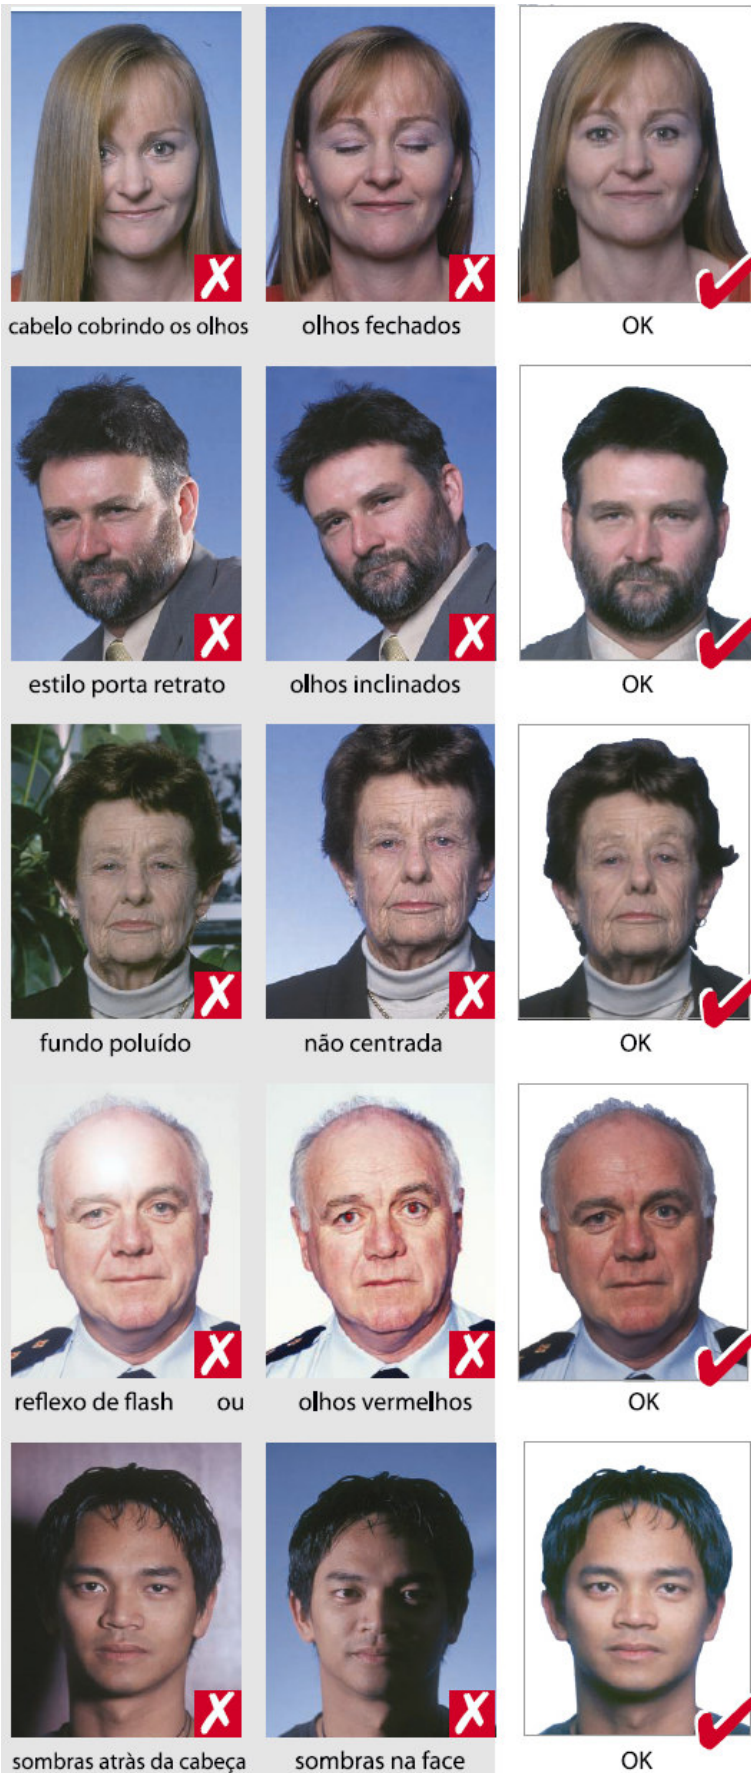 cabelo cobrindo os olhos
olhos fechados
OK
estilo porta retrato
olhos inclinados
OK
fundo poluído
não centrada
OK
reflexo de flash ou
olhos vermelhos
OK
sombras atràs da cabeça
sombras na face
OK